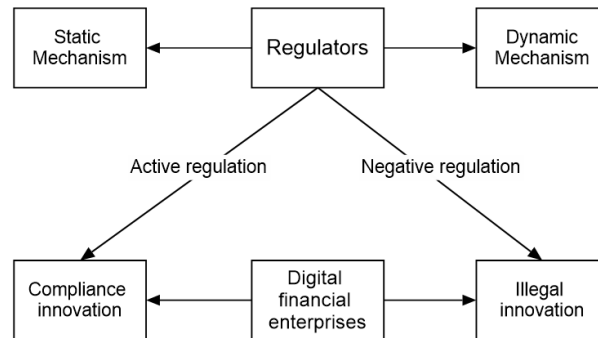 Static
Mechanism
Regulators
Dynamic
Mechanism
Active regulation
Negative regulation
Compliance
innovation
Digital
financial
enterprises
Illegal
innovation